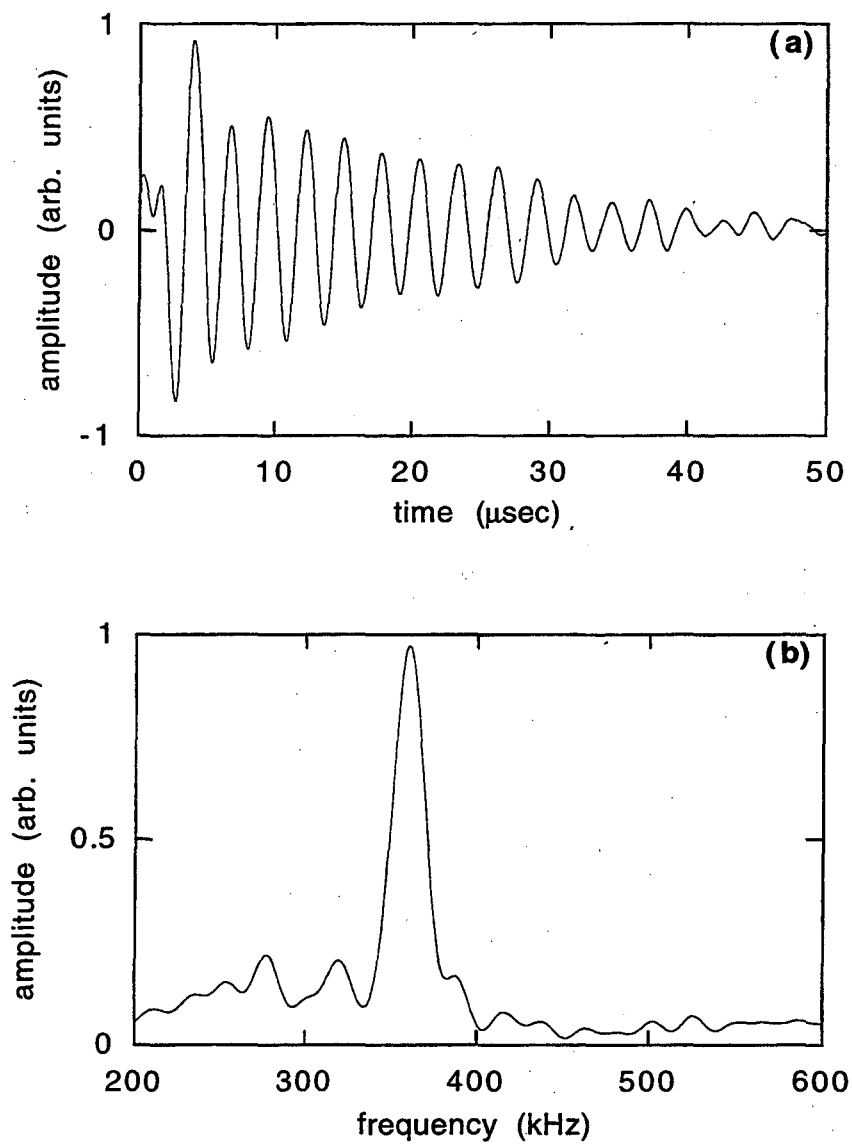 1
(a)
amplitude (arb. units)
0
-1
0 10 20 30 40 50
time (μsec)
1
(b)
amplitude (arb. units)
0.5
0
200 300 400 500 600
frequency (kHz)